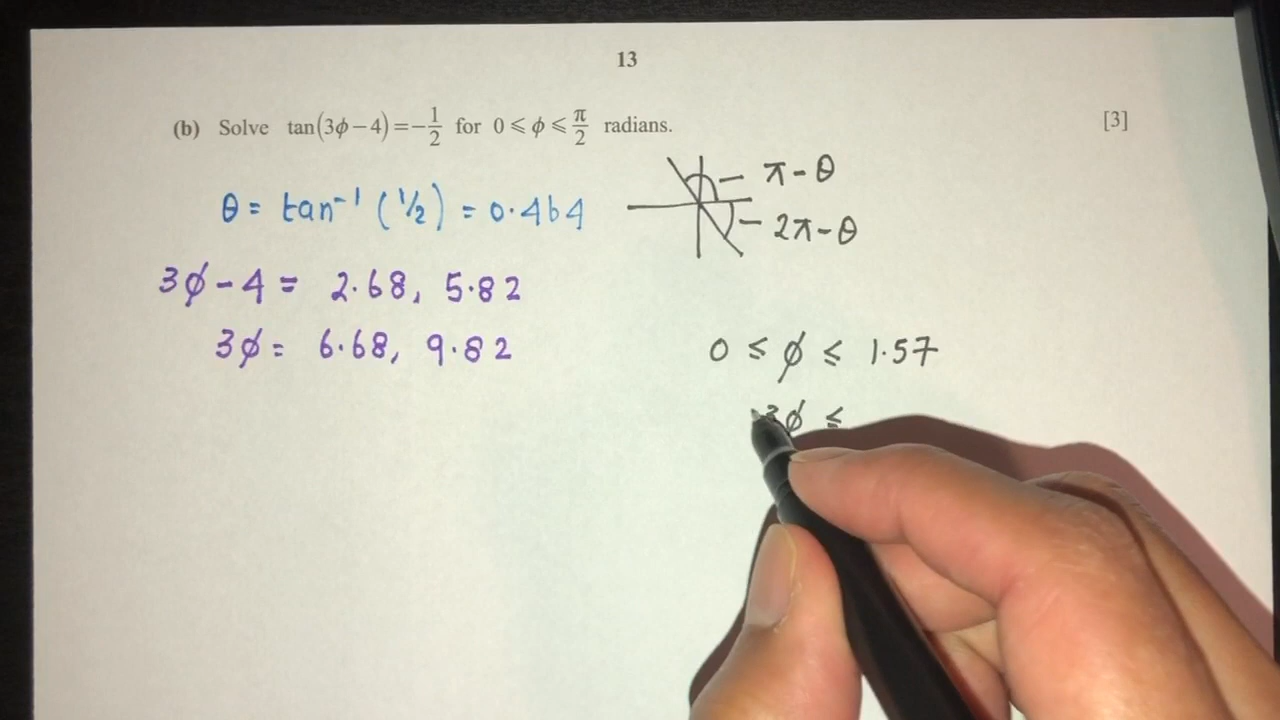 13
(b) Solve tan(3ϕ−4)=−1/2 for 0⩽ϕ⩽π/2 radians. [3]
θ = tan⁻¹ (1/2) = 0.464
π−θ
2π−θ
3ϕ−4 = 2.68, 5.82
3ϕ = 6.68, 9.82
0 ≤ ϕ ≤ 1.57
3ϕ ≤